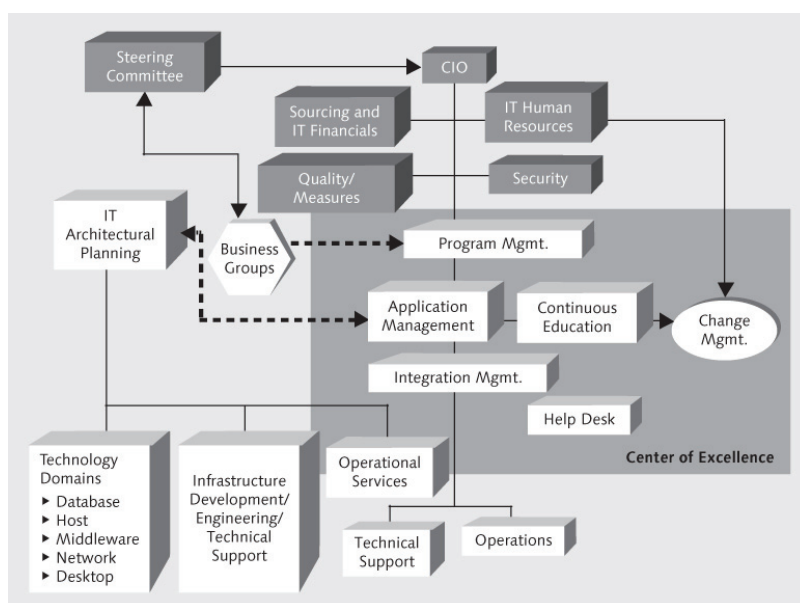 Steering
Committee
CIO
Sourcing and
IT Financials
IT Human
Resources
Quality/
Measures
Security
IT
Architectural
Planning
Business
Groups
Program Mgmt.
Application
Management
Continuous
Education
Change
Mgmt.
Integration Mgmt.
Help Desk
Center of Excellence
Technology
Domains
▶ Database
▶ Host
▶ Middleware
▶ Network
▶ Desktop
Infrastructure
Development/
Engineering/
Technical
Support
Operational
Services
Technical
Support
Operations